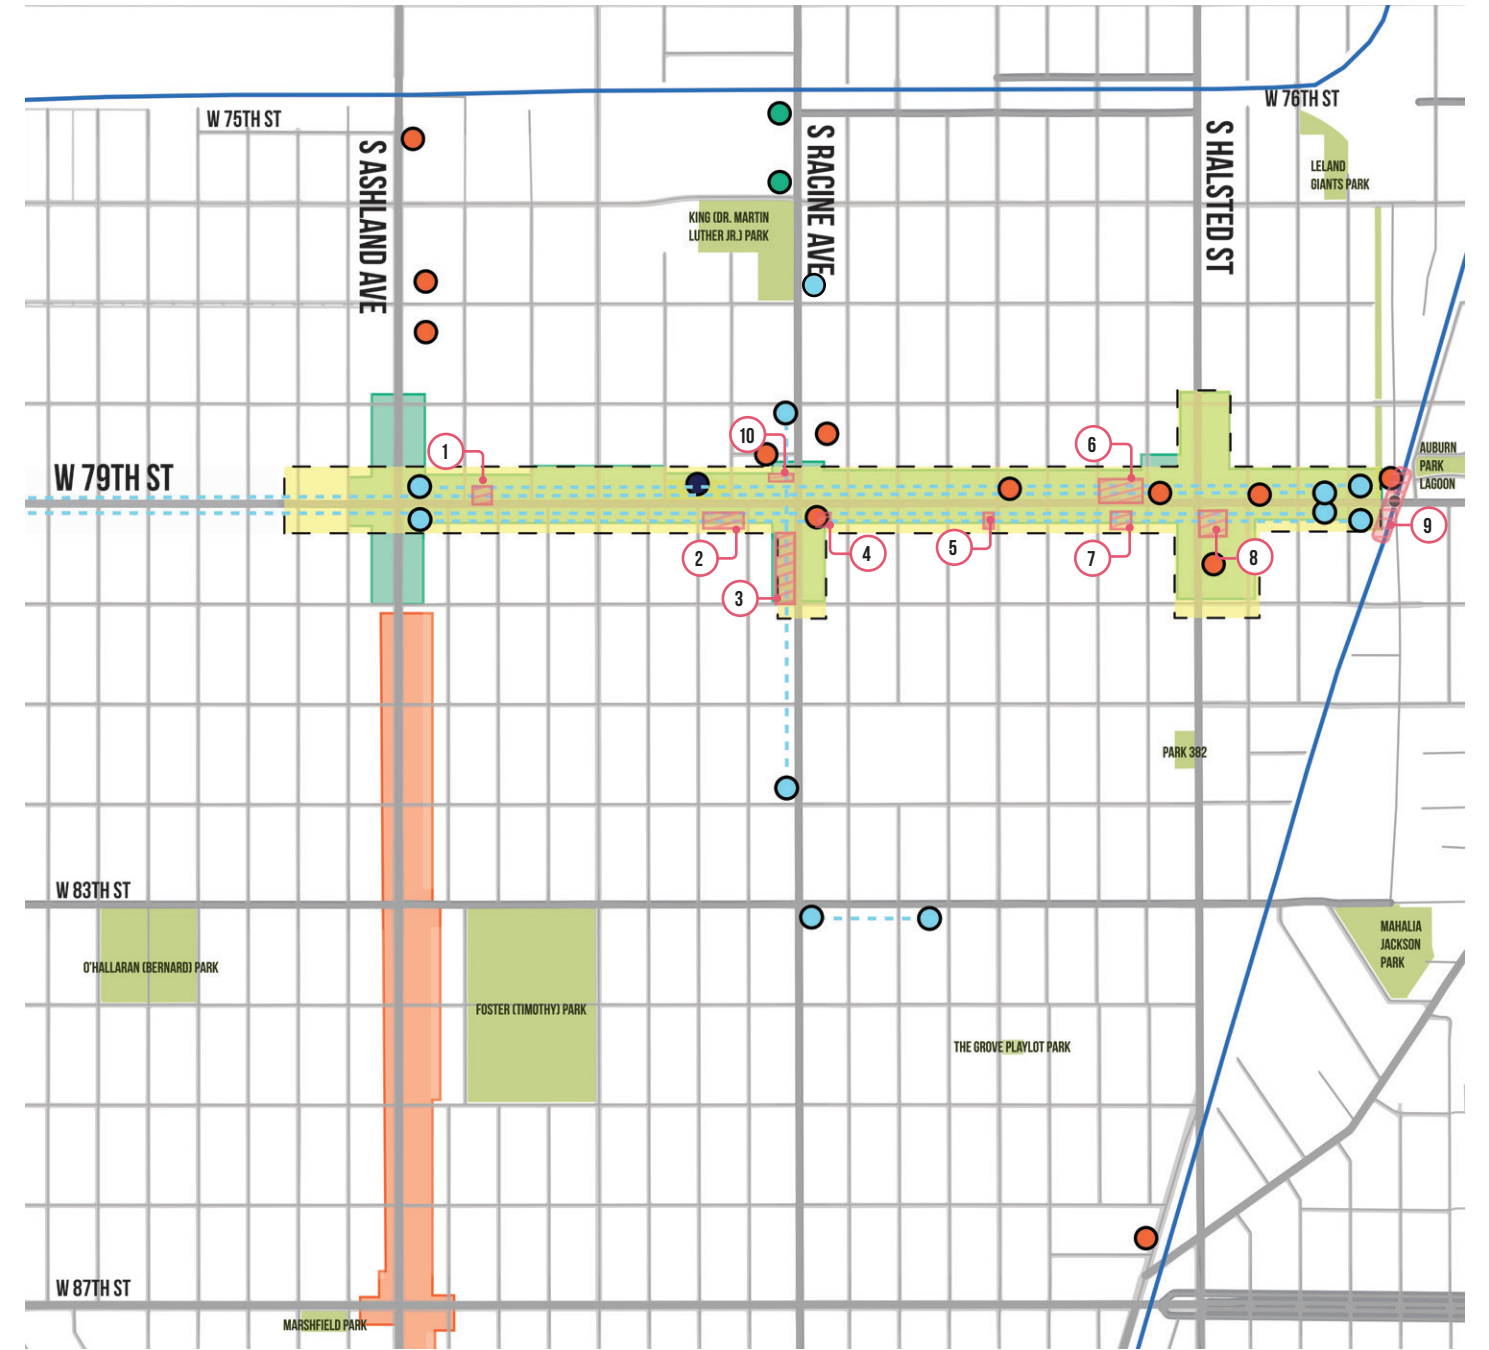 W 76TH ST
W 75TH ST
S ASHLAND AVE
S RACINE AVE
S HALSTED ST
LELAND
GIANTS PARK
KING (DR. MARTIN
LUTHER JR.) PARK
W 79TH ST
1
10
6
AUBURN
PARK
LAGOON
2
3
4
5
7
8
9
PARK 382
W 83TH ST
O'HALLARAN (BERNARD) PARK
FOSTER (TIMOTHY) PARK
MAHALIA
JACKSON
PARK
THE GROVE PLAYLOT PARK
W 87TH ST
MARSHFIELD PARK